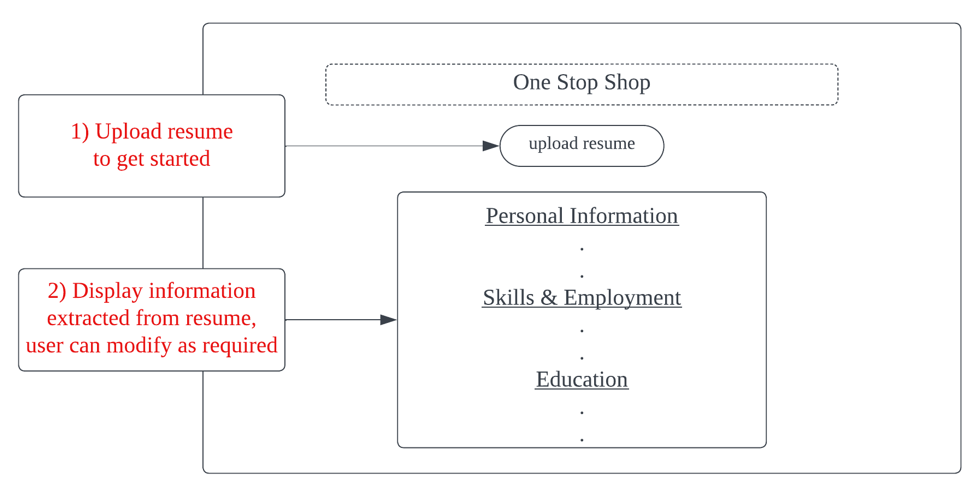 One Stop Shop
1) Upload resume
to get started
upload resume
Personal Information
.
.
2) Display information
extracted from resume,
user can modify as required
Skills & Employment
.
.
Education
.
.